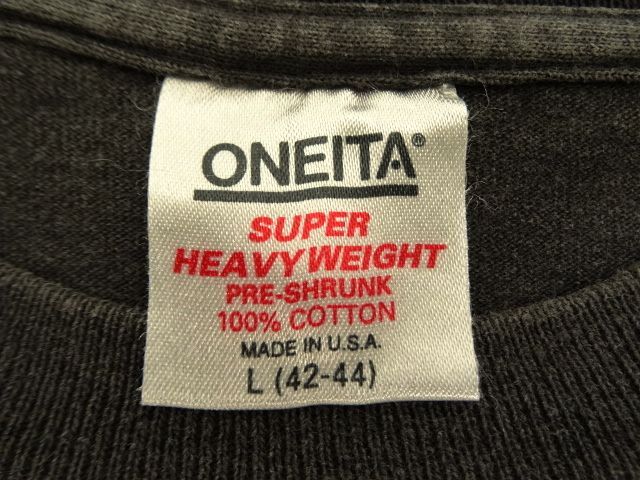 ONEITA®
SUPER
HEAVYWEIGHT
PRE-SHRUNK
100% COTTON
MADE IN U.S.A.
L (42-44)